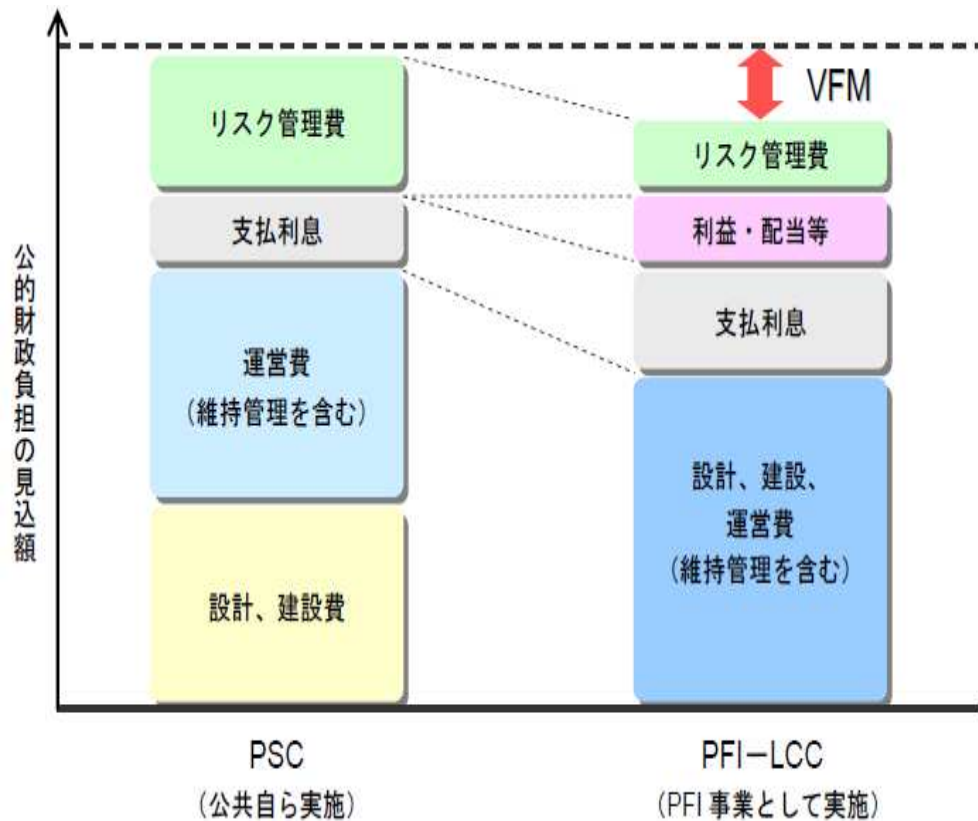 VFM
リスク管理費
リスク管理費
利益・配当等
支払利息
支払利息
公的財政負担の見込額
運営費
（維持管理を含む）
設計、建設、
運営費
（維持管理を含む）
設計、建設費
PSC
（公共自ら実施）
PFI－LCC
（PFI 事業として実施）